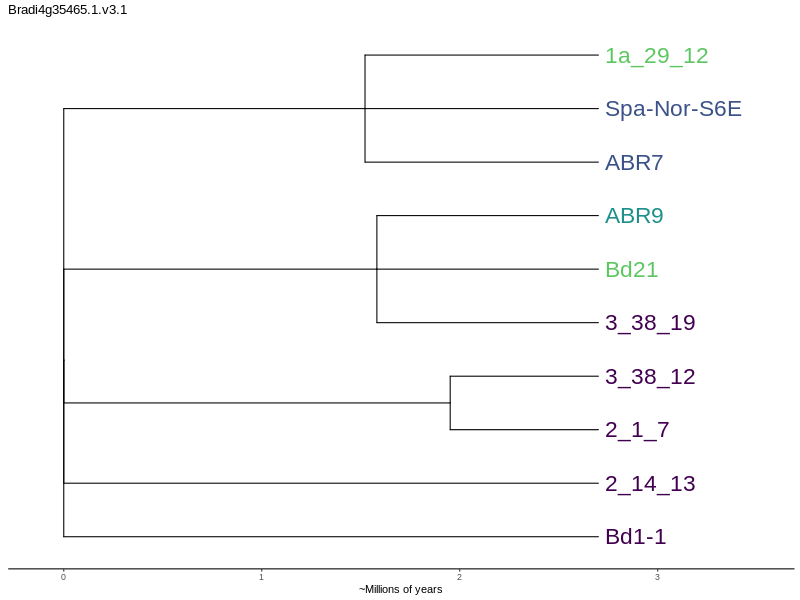 Bradi4g35465.1.v3.1
1a_29_12
Spa-Nor-S6E
ABR7
ABR9
Bd21
3_38_19
3_38_12
2_1_7
2_14_13
Bd1-1
0 1 2 3
~Millions of years